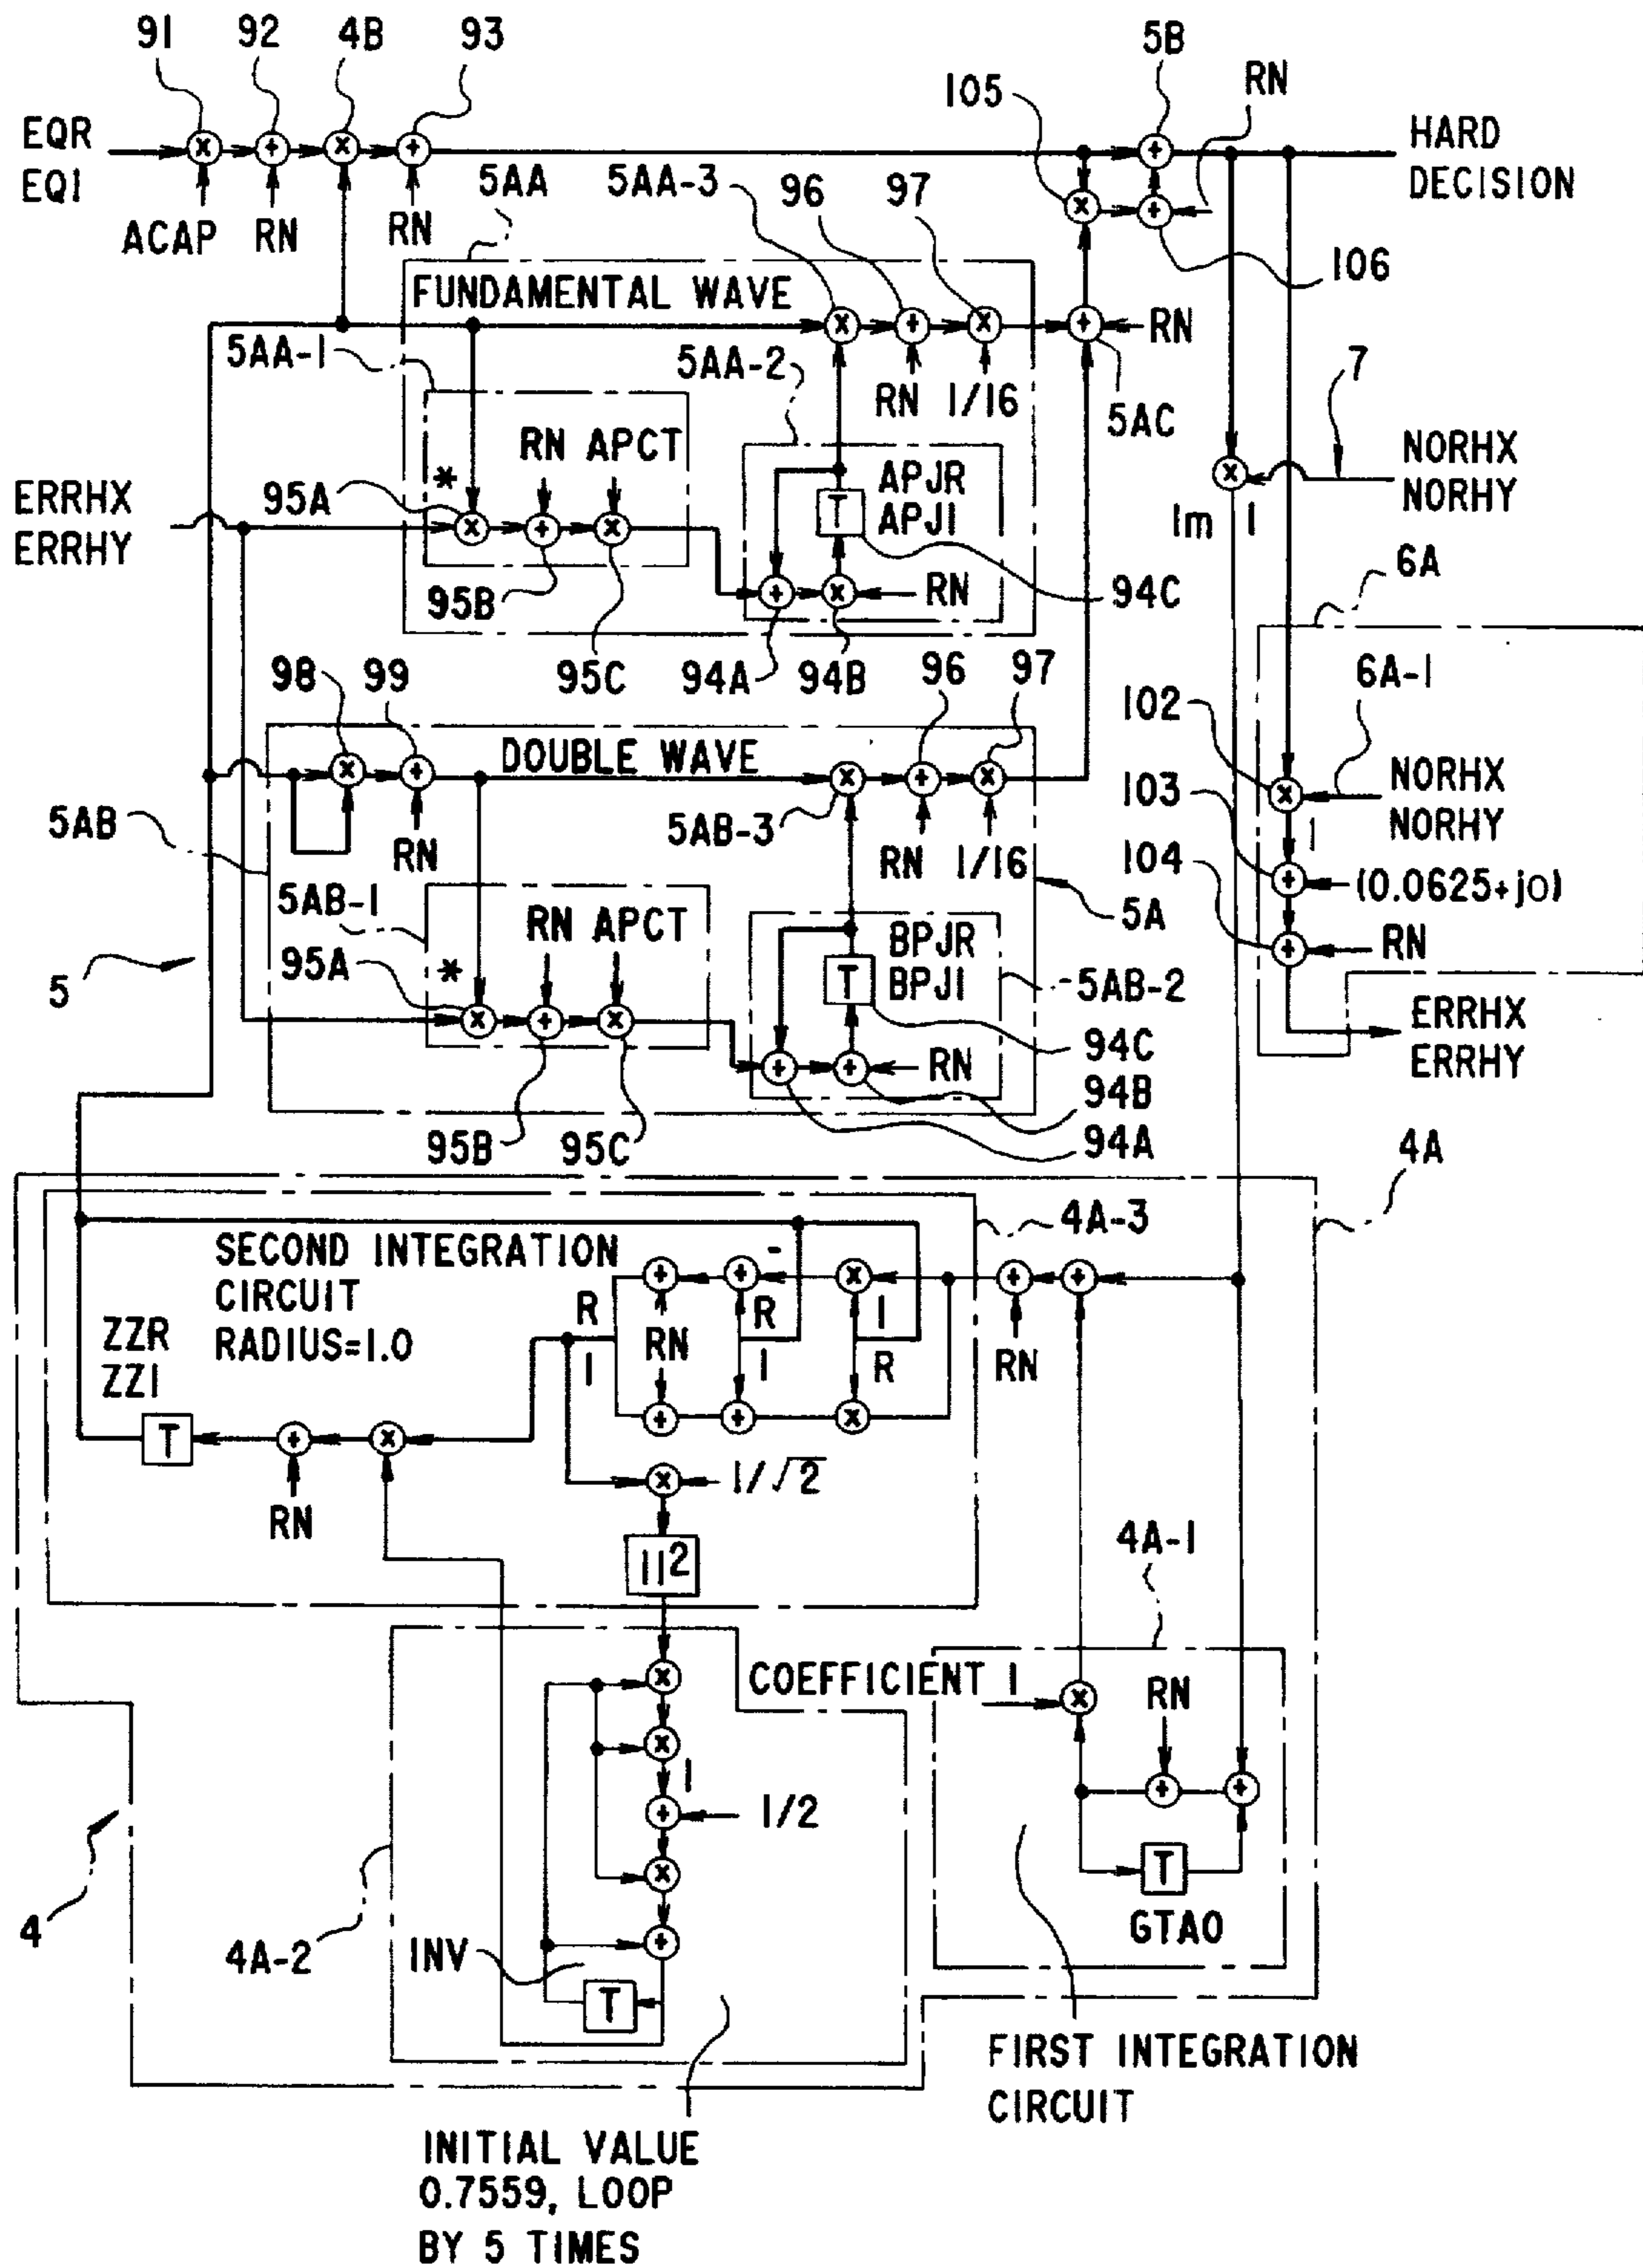 91 92 4B 93 5B
105 RN
EQR
EQI
HARD
DECISION
ACAP RN RN
5AA 5AA-3 96 97
106
FUNDAMENTAL WAVE
RN
5AA-1
5AA-2
RN 1/16
5AC
7
NORHX
NORHY
RN APCT
*
APJR
APJI
T
Im I
ERRHX
ERRHY
95A
6A
RN
94C
95B
95C 94A 94B 96 97
98 99
6A-1
102
DOUBLE WAVE
NORHX
NORHY
103
5AB
RN
5AB-3
RN 1/16
I
104
(0.0625+j0)
5AB-1
RN APCT
5A
RN
BPJR
BPJI
T
*
95A
5AB-2
5
ERRHX
ERRHY
94C
RN
94B
95B 95C
94A
4A
4A-3
SECOND INTEGRATION
CIRCUIT
RADIUS=1.0
-
R
R
I
ZZR
ZZI
RN
I
I
R
RN
T
RN
1/√2
||²
4A-1
COEFFICIENT 1
RN
I
1/2
T
GTAO
4
4A-2
INV
T
FIRST INTEGRATION
CIRCUIT
INITIAL VALUE
0.7559, LOOP
BY 5 TIMES